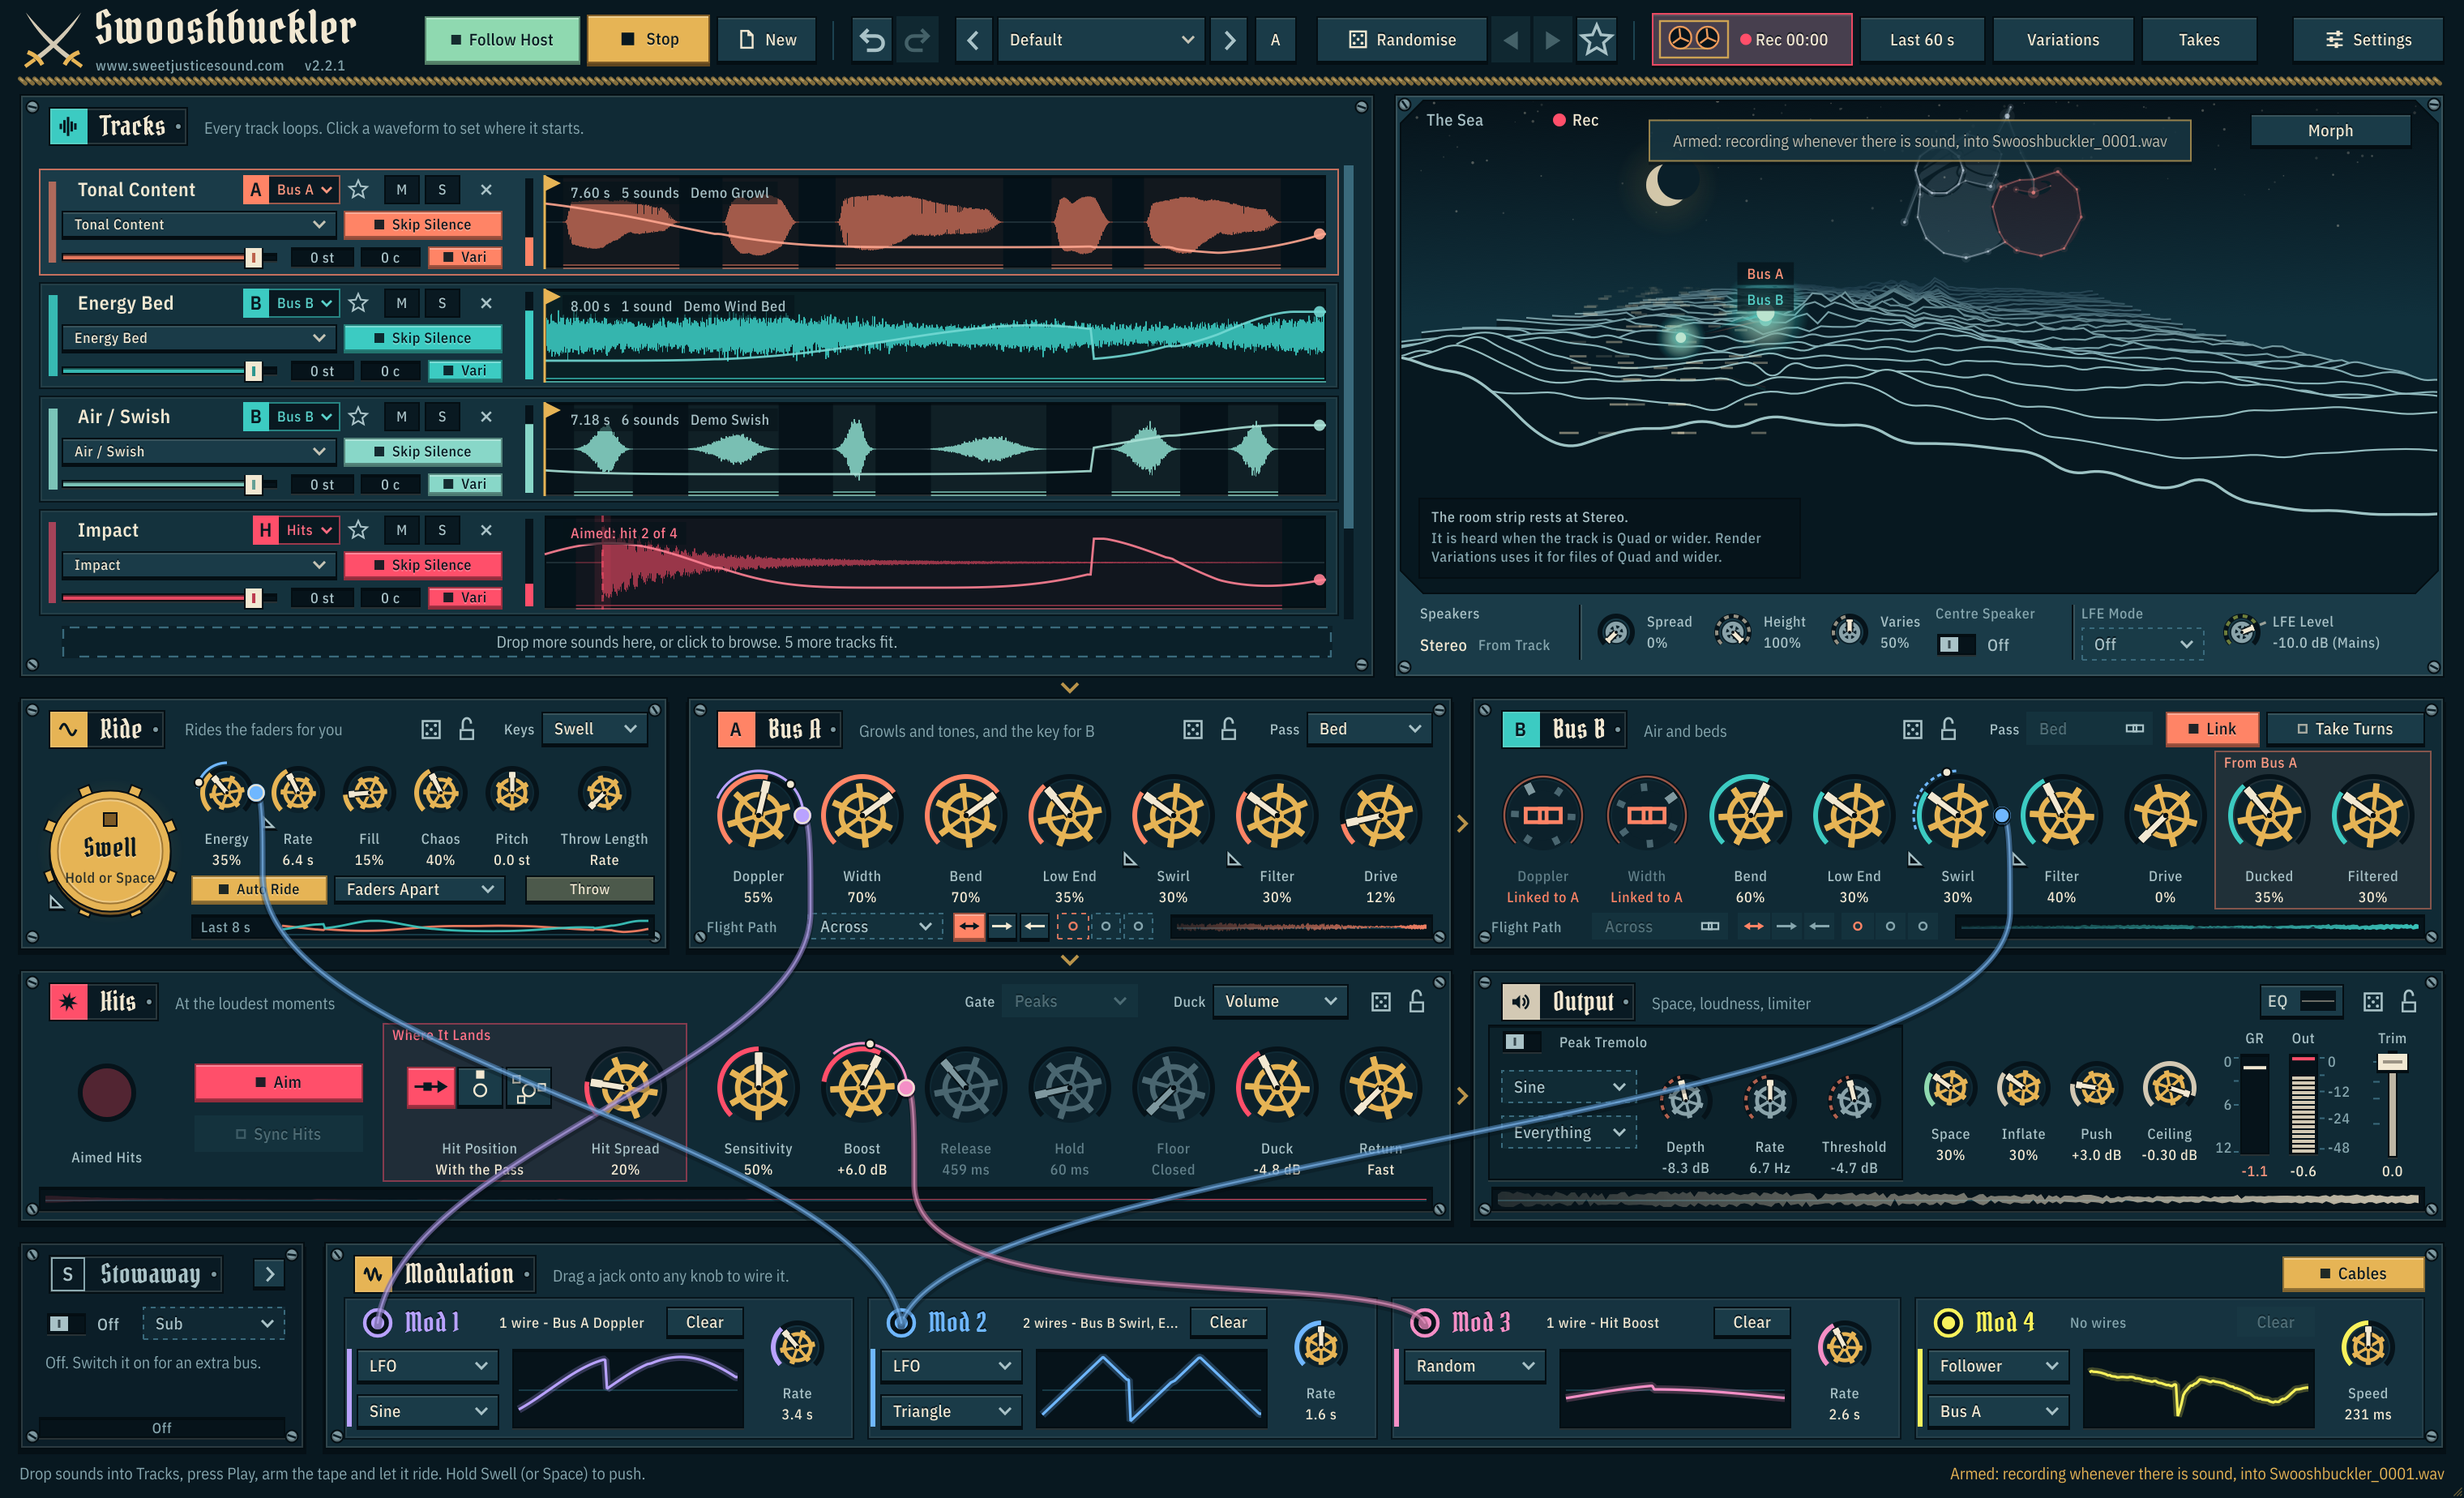 Swooshbuckler
www.sweetjusticesound.com v2.2.1
Follow Host
Stop
New
Default
A
Randomise
Rec 00:00
Last 60 s
Variations
Takes
Settings
Tracks
Every track loops. Click a waveform to set where it starts.
Tonal Content
A Bus A
M S
Tonal Content
Skip Silence
0 st 0 c Vari
7.60 s 5 sounds Demo Growl
Energy Bed
B Bus B
M S
Energy Bed
Skip Silence
0 st 0 c Vari
8.00 s 1 sound Demo Wind Bed
Air / Swish
B Bus B
M S
Air / Swish
Skip Silence
0 st 0 c Vari
7.18 s 6 sounds Demo Swish
Impact
H Hits
M S
Impact
Skip Silence
0 st 0 c Vari
Aimed: hit 2 of 4
Drop more sounds here, or click to browse. 5 more tracks fit.
The Sea
Rec
Armed: recording whenever there is sound, into Swooshbuckler_0001.wav
Morph
Bus A
Bus B
The room strip rests at Stereo.
It is heard when the track is Quad or wider. Render
Variations uses it for files of Quad and wider.
Speakers
Stereo From Track
Spread
0%
Height
100%
Varies
50%
Centre Speaker
Off
LFE Mode
Off
LFE Level
-10.0 dB (Mains)
Ride
Rides the faders for you
Keys Swell
Swell
Hold or Space
Energy Rate Fill Chaos Pitch Throw Length
35% 6.4 s 15% 40% 0.0 st Rate
Auto Ride
Faders Apart
Throw
Last 8 s
A Bus A
Growls and tones, and the key for B
Pass Bed
Doppler Width Bend Low End Swirl Filter Drive
55% 70% 70% 35% 30% 30% 12%
Flight Path Across
B Bus B
Air and beds
Pass Bed
Link
Take Turns
From Bus A
Doppler Width Bend Low End Swirl Filter Drive Ducked Filtered
Linked to A Linked to A 60% 30% 30% 40% 0% 35% 30%
Flight Path Across
Hits
At the loudest moments
Gate Peaks
Duck Volume
Where It Lands
Aim
Sync Hits
Aimed Hits
Hit Position Hit Spread Sensitivity Boost Release Hold Floor Duck Return
With the Pass 20% 50% +6.0 dB 459 ms 60 ms Closed -4.8 dB Fast
Output
Space, loudness, limiter
EQ
Peak Tremolo
Sine
Everything
Depth Rate Threshold
-8.3 dB 6.7 Hz -4.7 dB
Space Inflate Push Ceiling
30% 30% +3.0 dB -0.30 dB
GR Out Trim
0 0
-12
6 -24
12 -48
-1.1 -0.6 0.0
S Stowaway
Off Sub
Off. Switch it on for an extra bus.
Off
Modulation
Drag a jack onto any knob to wire it.
Cables
Mod 1
1 wire - Bus A Doppler
Clear
LFO
Sine
Rate
3.4 s
Mod 2
2 wires - Bus B Swirl, E...
Clear
LFO
Triangle
Rate
1.6 s
Mod 3
1 wire - Hit Boost
Clear
Random
Rate
2.6 s
Mod 4
No wires
Clear
Follower
Bus A
Speed
231 ms
Drop sounds into Tracks, press Play, arm the tape and let it ride. Hold Swell (or Space) to push.
Armed: recording whenever there is sound, into Swooshbuckler_0001.wav